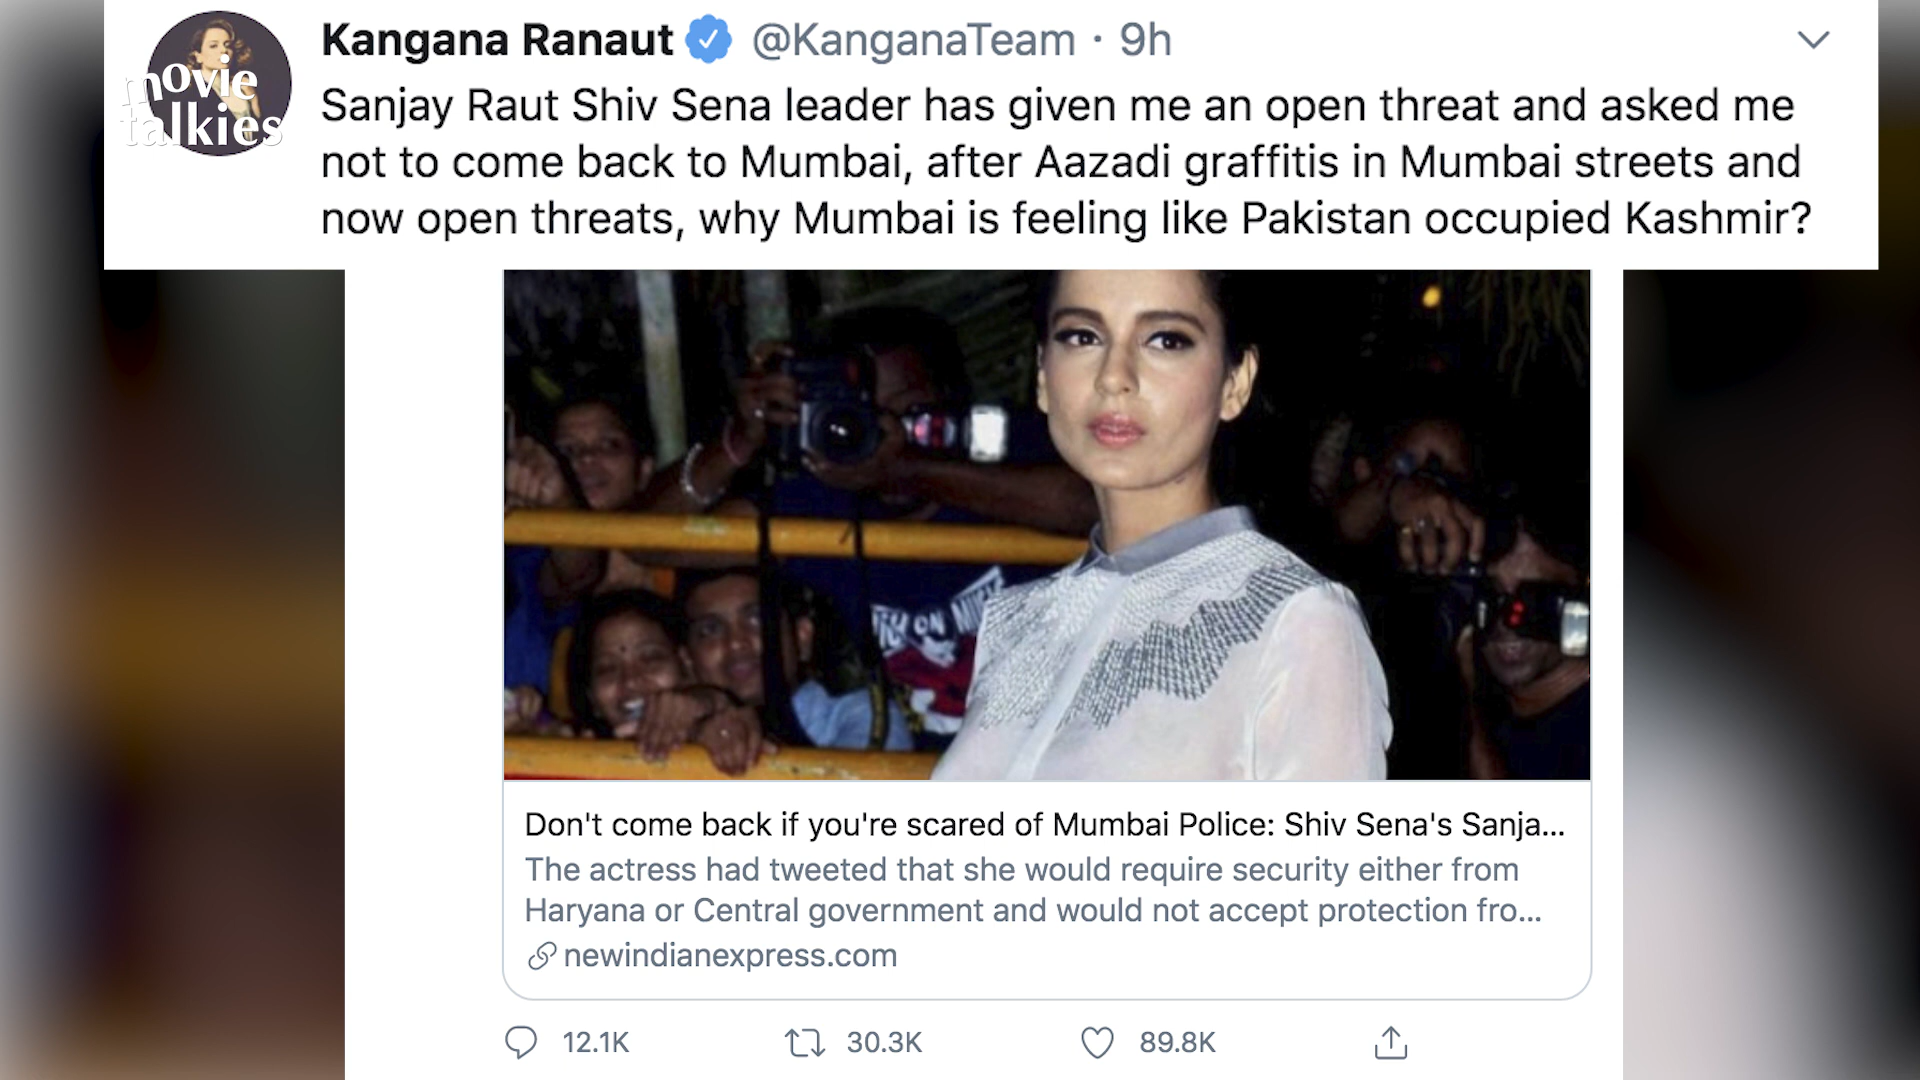 Kangana Ranaut @KanganaTeam · 9h
movie
talkies
Sanjay Raut Shiv Sena leader has given me an open threat and asked me
not to come back to Mumbai, after Aazadi graffitis in Mumbai streets and
now open threats, why Mumbai is feeling like Pakistan occupied Kashmir?
ON
Don't come back if you're scared of Mumbai Police: Shiv Sena's Sanja...
The actress had tweeted that she would require security either from
Haryana or Central government and would not accept protection fro...
newindianexpress.com
12.1K 30.3K 89.8K